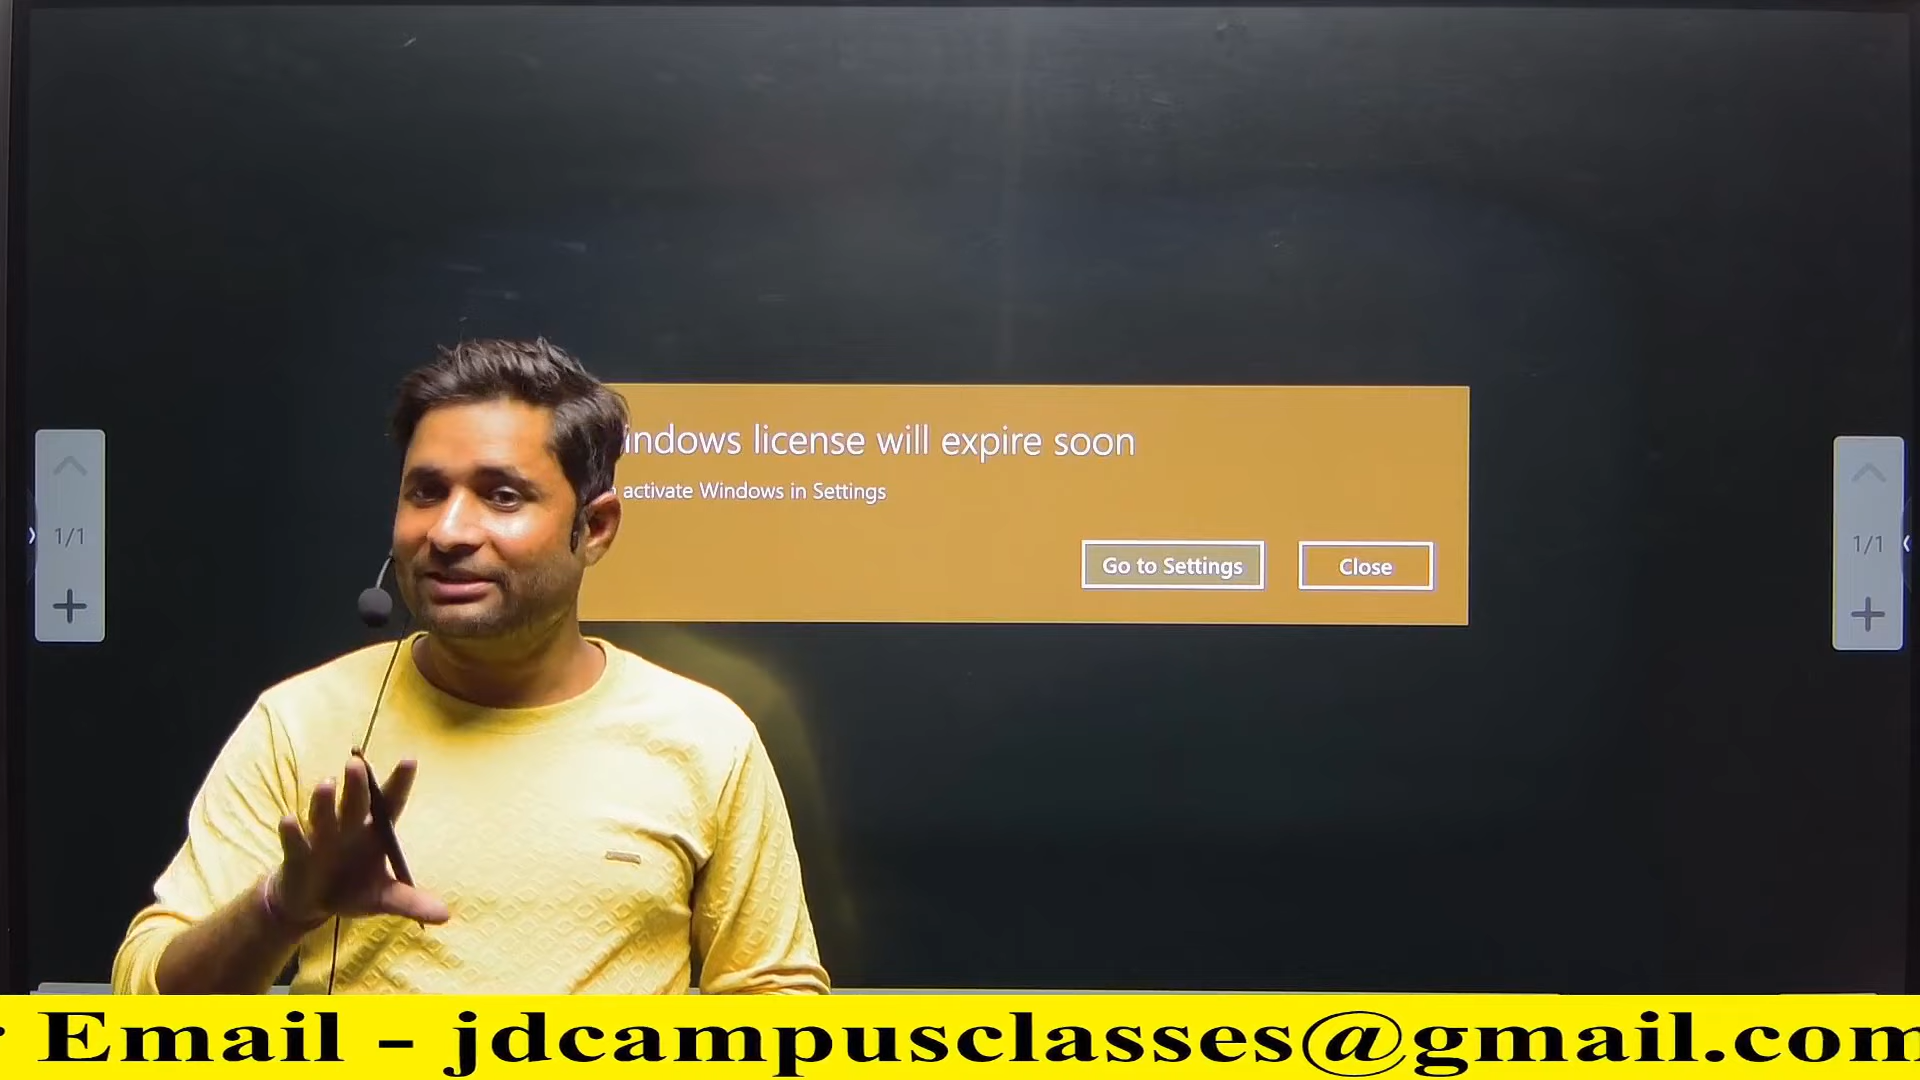 indows license will expire soon
activate Windows in Settings
Go to Settings
Close
1/1
1/1
Email - jdcampusclasses@gmail.com